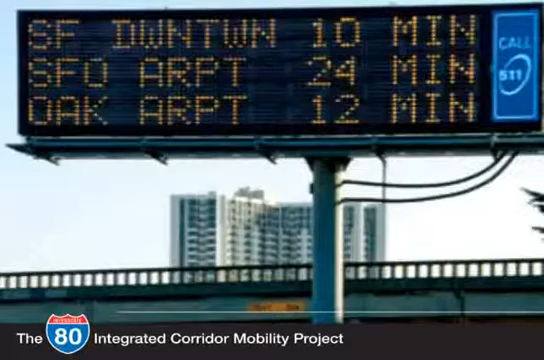 SF DWNTWN 10 MIN
SFO ARPT 24 MIN
OAK ARPT 12 MIN
CALL
511
The INTERSTATE 80 Integrated Corridor Mobility Project